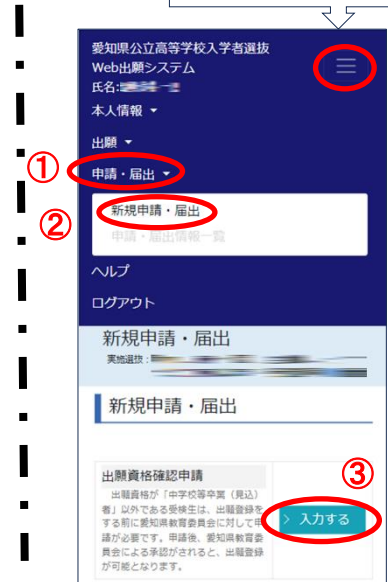 愛知県公立高等学校入学者選抜
Web出願システム
氏名:
本人情報
出願
①
申請・届出
②
新規申請・届出
申請・届出情報一覧
ヘルプ
ログアウト
新規申請・届出
実施選抜:
新規申請・届出
③
出願資格確認申請
出願資格が「中学校等卒業(見込)
者」以外である受検生は、出願登録を
する前に愛知県教育委員会に対して申
請が必要です。申請後、愛知県教育委
員会による承認がされると、出願登録
が可能となります。
> 入力する